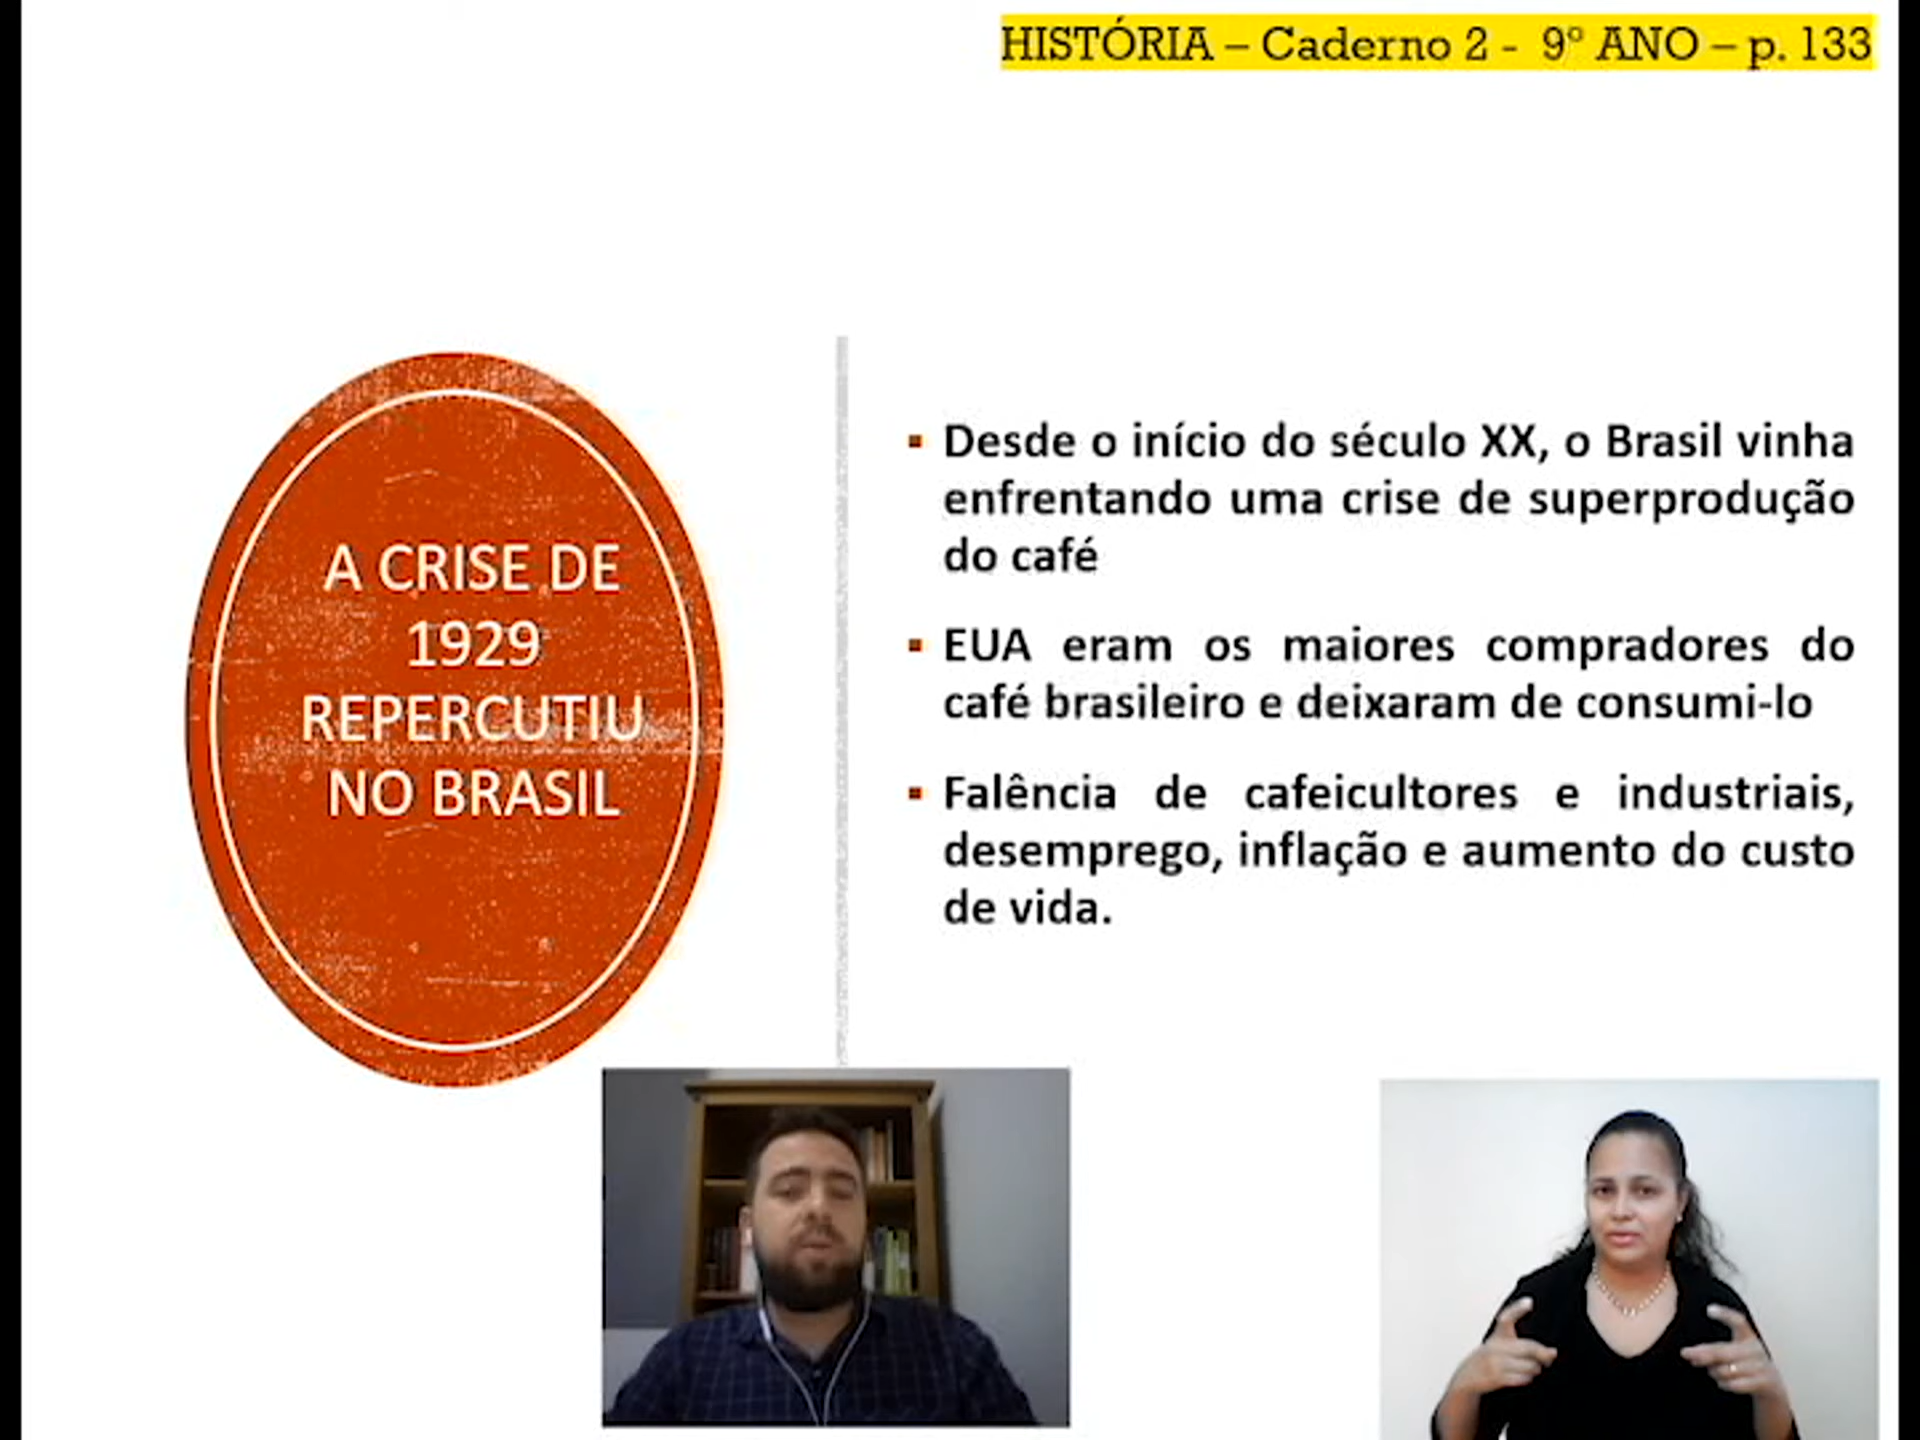 HISTÓRIA – Caderno 2 - 9º ANO – p. 133
A CRISE DE
1929
REPERCUTIU
NO BRASIL
▪ Desde o início do século XX, o Brasil vinha
enfrentando uma crise de superprodução
do café
▪ EUA eram os maiores compradores do
café brasileiro e deixaram de consumi-lo
▪ Falência de cafeicultores e industriais,
desemprego, inflação e aumento do custo
de vida.